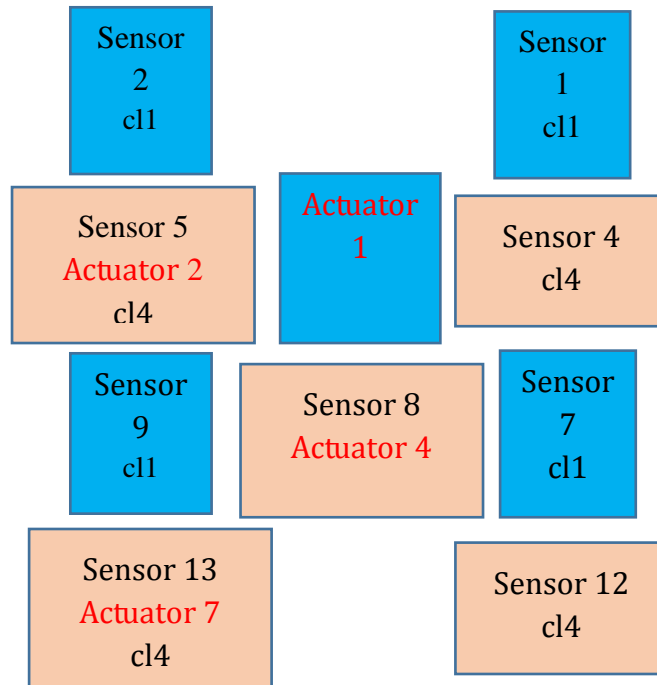 Sensor
2
cl1
Sensor
1
cl1
Sensor 5
Actuator 2
cl4
Actuator
1
Sensor 4
cl4
Sensor
9
cl1
Sensor 8
Actuator 4
Sensor
7
cl1
Sensor 13
Actuator 7
cl4
Sensor 12
cl4